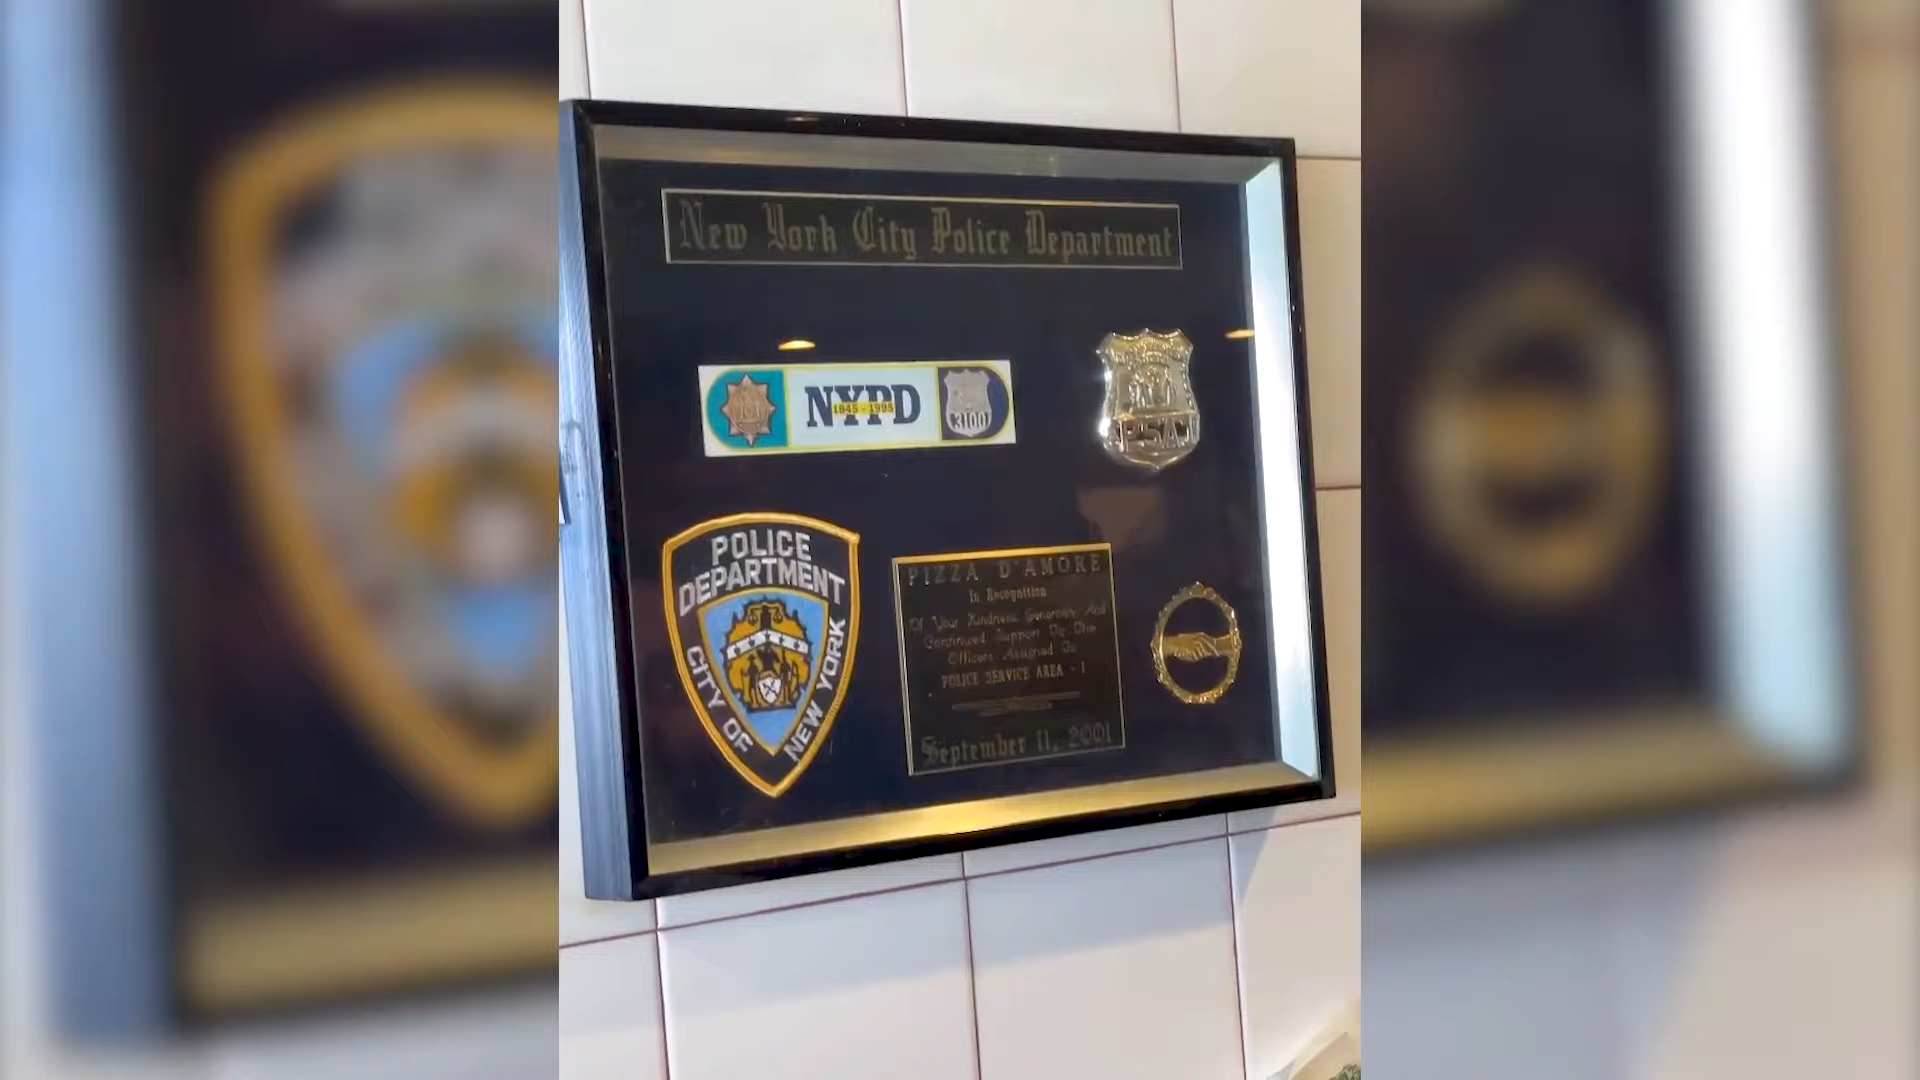 New York City Police Department
NYPD
1845 - 1995
3100
PSA 1
POLICE
DEPARTMENT
CITY OF
NEW YORK
PIZZA D'AMORE
In Recognition
Of Your Kindness Generosity And
Continued Support To The
Officers Assigned To
POLICE SERVICE AREA - 1
September 11, 2001